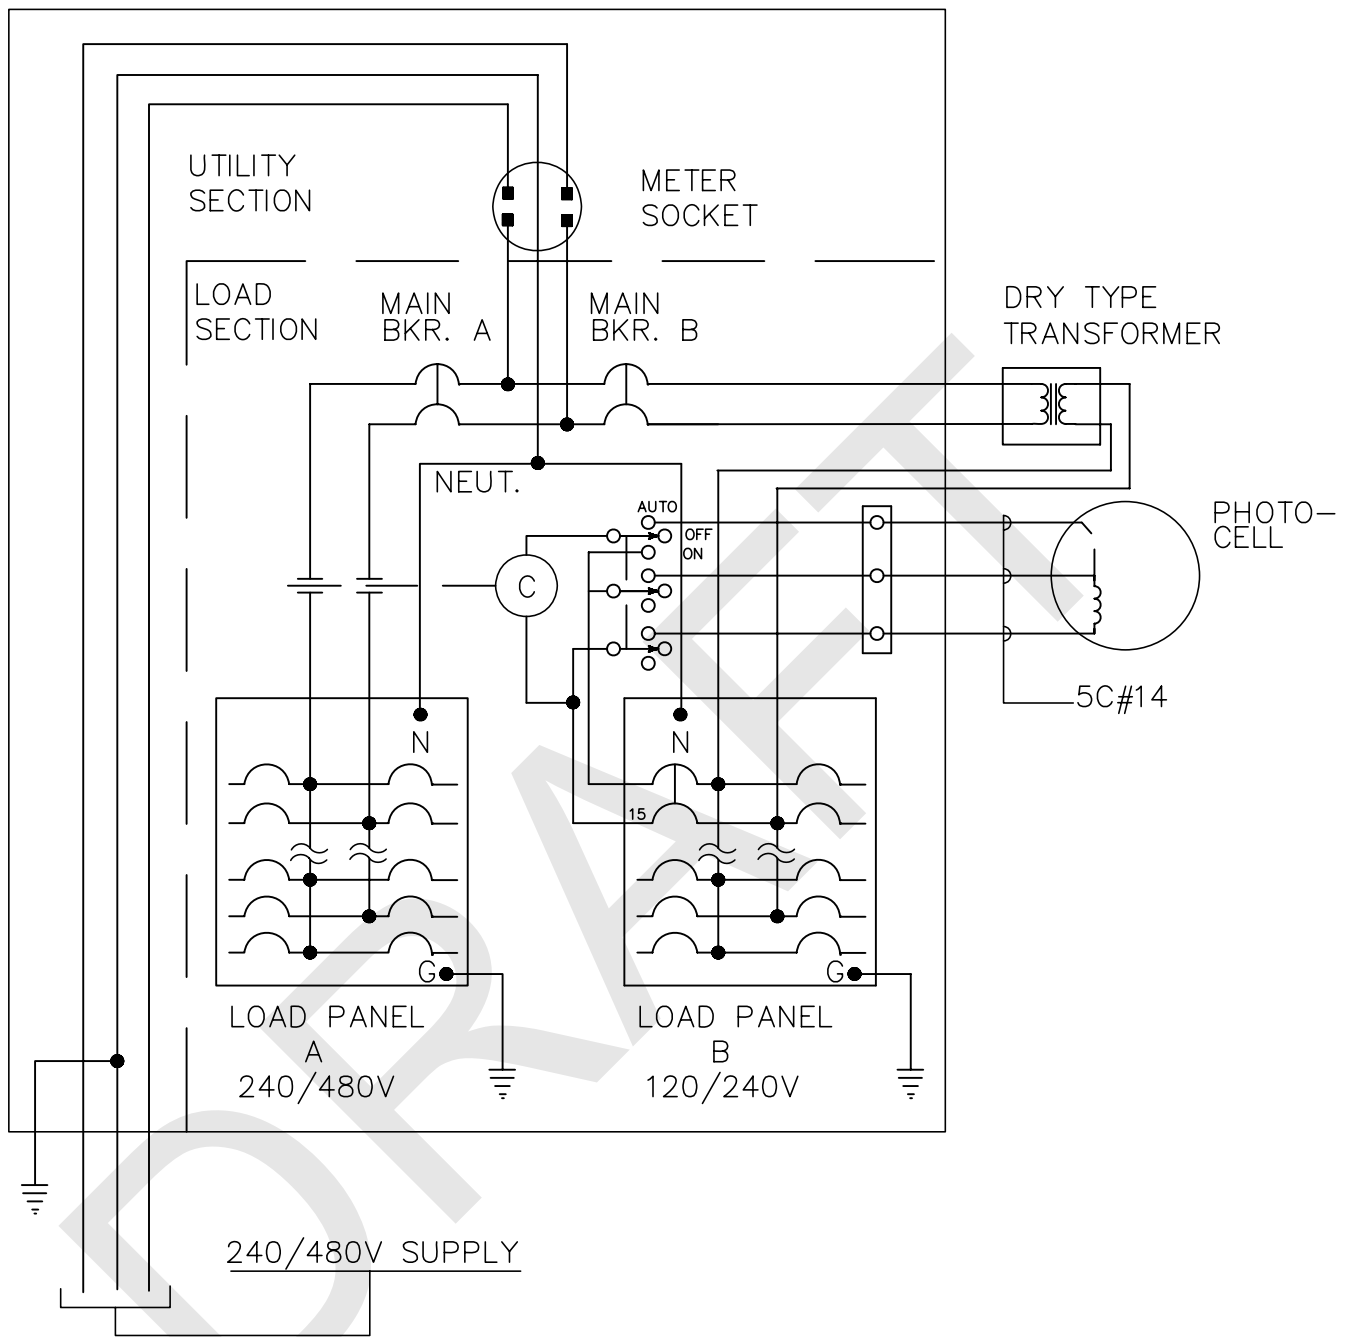 UTILITY
SECTION
METER
SOCKET
LOAD
SECTION
MAIN
BKR. A
MAIN
BKR. B
DRY TYPE
TRANSFORMER
NEUT.
AUTO
OFF
ON
PHOTO-
CELL
C
5C#14
N
N
15
G
G
LOAD PANEL
A
240/480V
LOAD PANEL
B
120/240V
240/480V SUPPLY
DRAFT